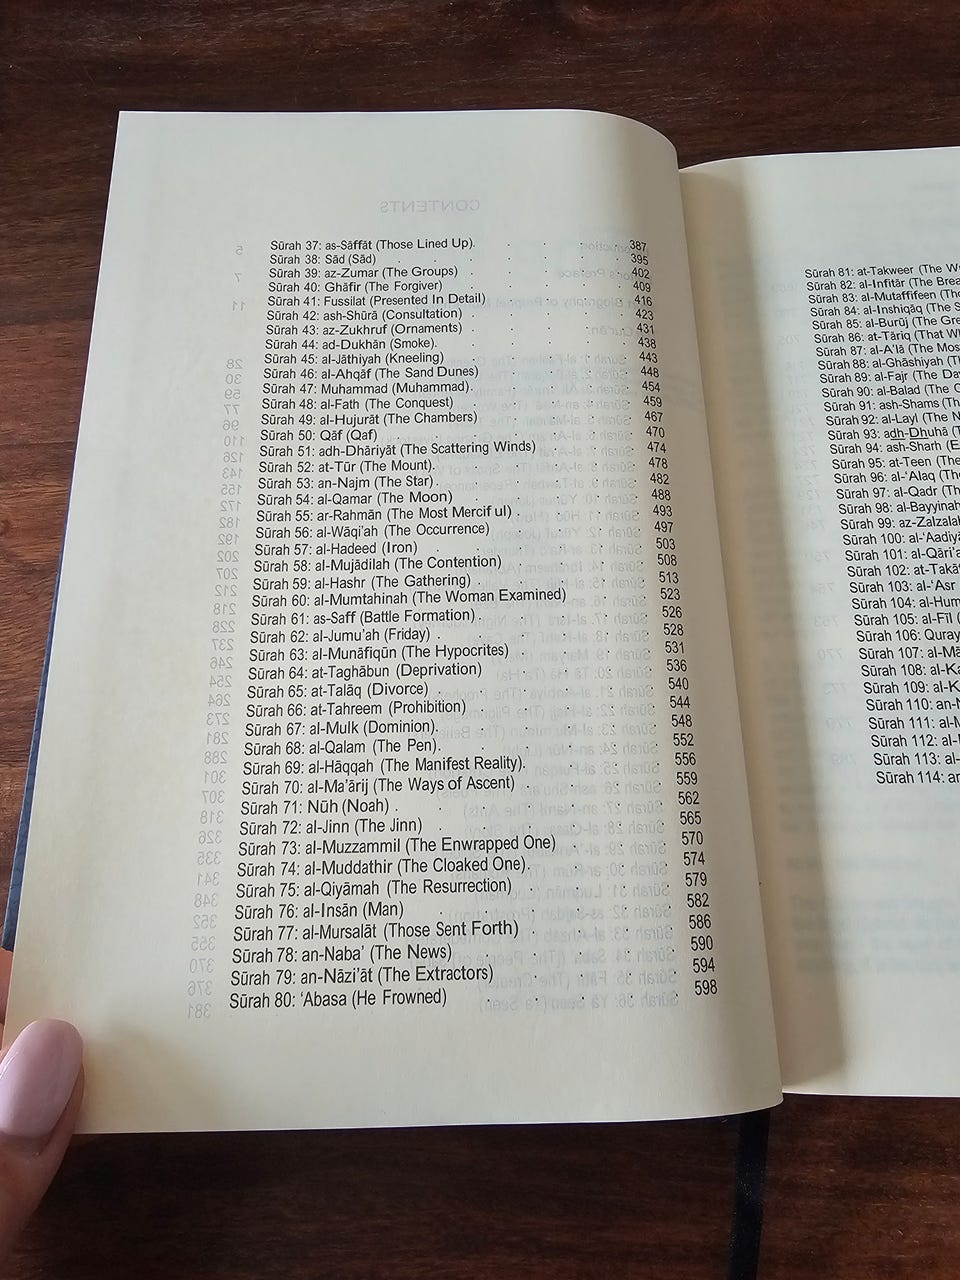 Sūrah 37: as-Sāffāt (Those Lined Up). 387
Sūrah 38: Sād (Sād) 395
Sūrah 39: az-Zumar (The Groups) 402
Sūrah 40: Ghāfir (The Forgiver) 409
Sūrah 41: Fussilat (Presented In Detail) 416
Sūrah 42: ash-Shūrā (Consultation) 423
Sūrah 43: az-Zukhruf (Ornaments) 431
Sūrah 44: ad-Dukhān (Smoke). 438
Sūrah 45: al-Jāthiyah (Kneeling) 443
Sūrah 46: al-Ahqāf (The Sand Dunes) 448
Sūrah 47: Muhammad (Muhammad). 454
Sūrah 48: al-Fath (The Conquest) 459
Sūrah 49: al-Hujurāt (The Chambers) 467
Sūrah 50: Qāf (Qaf) 470
Sūrah 51: adh-Dhāriyāt (The Scattering Winds) 474
Sūrah 52: at-Tūr (The Mount). 478
Sūrah 53: an-Najm (The Star). 482
Sūrah 54: al-Qamar (The Moon) 488
Sūrah 55: ar-Rahmān (The Most Merciful) . 493
Sūrah 56: al-Wāqi'ah (The Occurrence) 497
Sūrah 57: al-Hadeed (Iron) 503
Sūrah 58: al-Mujādilah (The Contention) 508
Sūrah 59: al-Hashr (The Gathering) 513
Sūrah 60: al-Mumtahinah (The Woman Examined) 523
Sūrah 61: as-Saff (Battle Formation) . 526
Sūrah 62: al-Jumu'ah (Friday) . 528
Sūrah 63: al-Munāfiqūn (The Hypocrites) 531
Sūrah 64: at-Taghābun (Deprivation) 536
Sūrah 65: at-Talāq (Divorce) 540
Sūrah 66: at-Tahreem (Prohibition) 544
Sūrah 67: al-Mulk (Dominion). 548
Sūrah 68: al-Qalam (The Pen). 552
Sūrah 69: al-Hāqqah (The Manifest Reality). 556
Sūrah 70: al-Ma'ārij (The Ways of Ascent) 559
Sūrah 71: Nūh (Noah) . 562
Sūrah 72: al-Jinn (The Jinn) 565
Sūrah 73: al-Muzzammil (The Enwrapped One) 570
Sūrah 74: al-Muddathir (The Cloaked One). 574
Sūrah 75: al-Qiyāmah (The Resurrection) 579
Sūrah 76: al-Insān (Man) 582
Sūrah 77: al-Mursalāt (Those Sent Forth) 586
Sūrah 78: an-Naba' (The News) 590
Sūrah 79: an-Nāzi'āt (The Extractors) 594
Sūrah 80: 'Abasa (He Frowned) 598
Sūrah 81: at-Takweer (The
Sūrah 82: al-Infitār (The
Sūrah 83: al-Mutaffifeen
Sūrah 84: al-Inshiqāq (The
Sūrah 85: al-Burūj (The
Sūrah 86: at-Tāriq (That
Sūrah 87: al-A'lā (The Most
Sūrah 88: al-Ghāshiyah
Sūrah 89: al-Fajr (The
Sūrah 90: al-Balad (The
Sūrah 91: ash-Shams
Sūrah 92: al-Layl (The
Sūrah 93: adh-Dhuhā
Sūrah 94: ash-Sharh
Sūrah 95: at-Teen
Sūrah 96: al-'Alaq
Sūrah 97: al-Qadr
Sūrah 98: al-Bayyinah
Sūrah 99:
Sūrah 100:
Sūrah 101:
Sūrah 102:
Sūrah 103: al-'Asr
Sūrah 104:
Sūrah 105: al-Fīl
Sūrah 106:
Sūrah 107:
Sūrah 108:
Sūrah 109:
Sūrah 110:
Sūrah 111:
Sūrah 112:
Sūrah 113:
Sūrah 114: